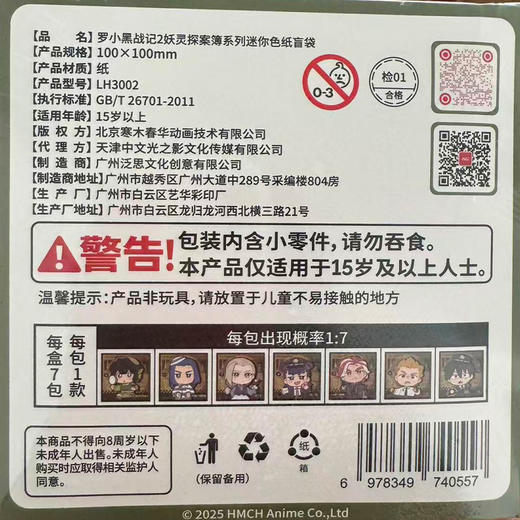 产品名称: 罗小黑战记2妖灵探案簿系列迷你色纸盲袋
产品规格: 100×100mm
产品材质: 纸
产品型号: LH3002
执行标准: GB/T 26701-2011
适用年龄: 15岁以上
版 权 方: 北京寒木春华动画技术有限公司
代 理 方: 天津中文光之影文化传媒有限公司
制 造 商: 广州泛思文化创意有限公司
地 址: 广州市越秀区广州大道中289号采编楼804房
生 产 厂: 广州市白云区艺华彩印厂
生产厂地址: 广州市白云区龙归龙河西北横三路21号
0-3
检01
合格
警告!
包装内含小零件，请勿吞食。
本产品仅适用于15岁及以上人士。
温馨提示: 产品非玩具，请放置于儿童不易接触的地方
每盒7包
每包1款
每包出现概率1:7
本商品不得向8周岁以下
未成年人出售。未成年人
购买时应取得相关监护人
同意。
(保留备用)
纸
箱
6 978349 740557
© 2025 HMCH Anime Co.,Ltd